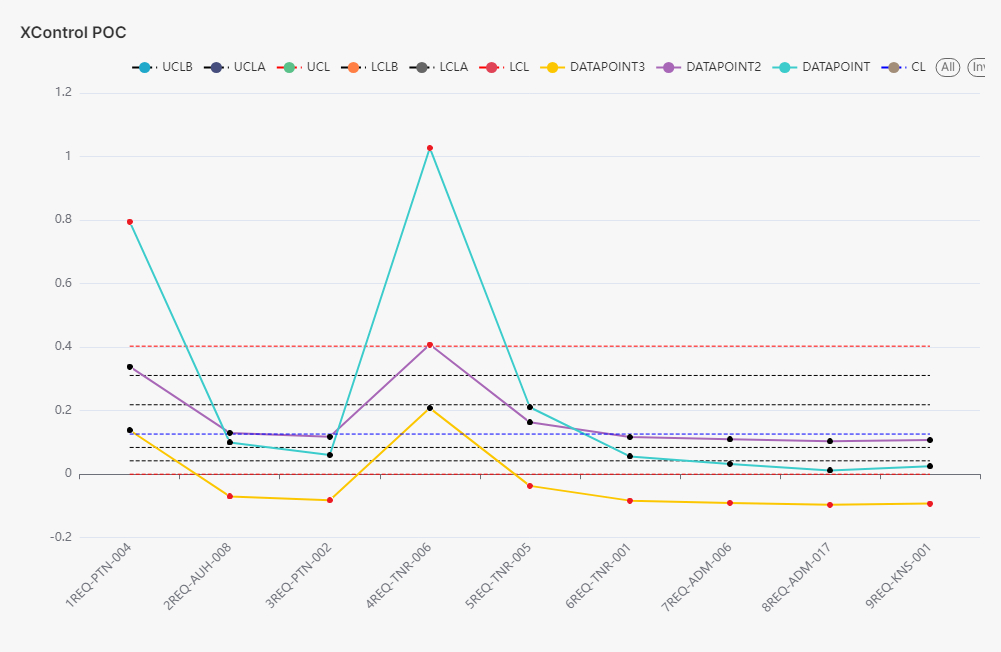 XControl POC
UCLB UCLA UCL LCLB LCLA LCL DATAPOINT3 DATAPOINT2 DATAPOINT CL All
1.2
1
0.8
0.6
0.4
0.2
0
-0.2
1REQ-PTN-004
2REQ-AUH-008
3REQ-PTN-002
4REQ-TNR-006
5REQ-TNR-005
6REQ-TNR-001
7REQ-ADM-006
8REQ-ADM-017
9REQ-KNS-001